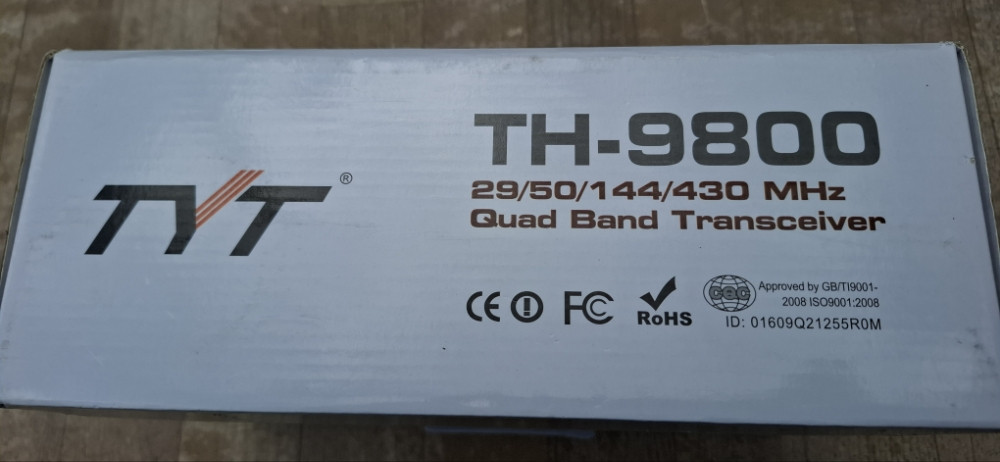 TYT®
TH-9800
29/50/144/430 MHz
Quad Band Transceiver
CE FC RoHS CQC Approved by GB/TI9001-
2008 ISO9001:2008
ID: 01609Q21255R0M